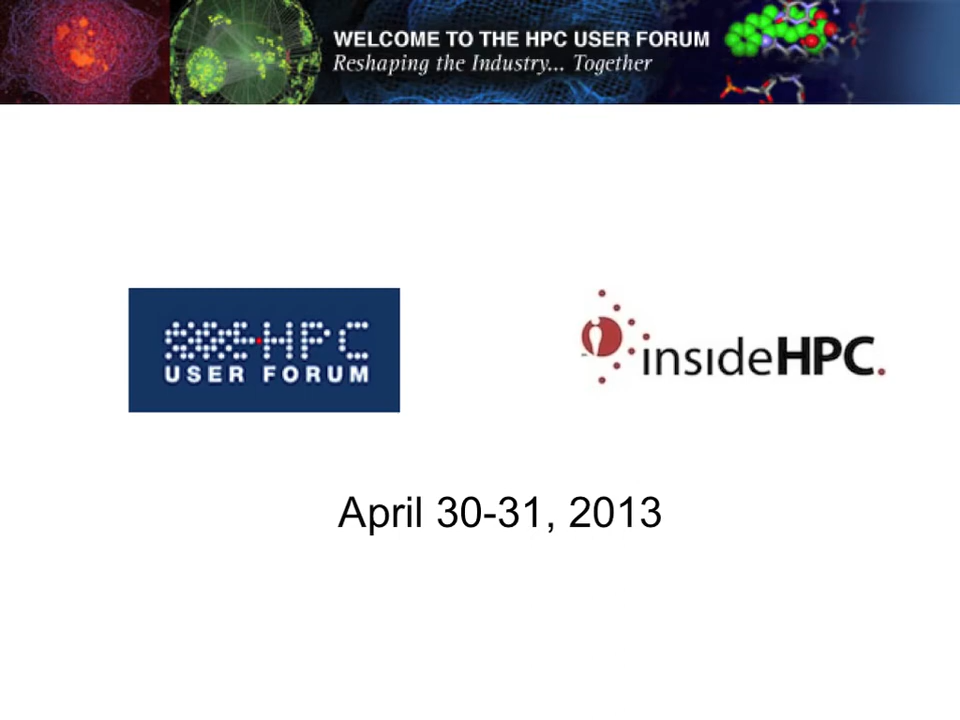 WELCOME TO THE HPC USER FORUM
Reshaping the Industry... Together
HPC
USER FORUM
insideHPC.
April 30-31, 2013